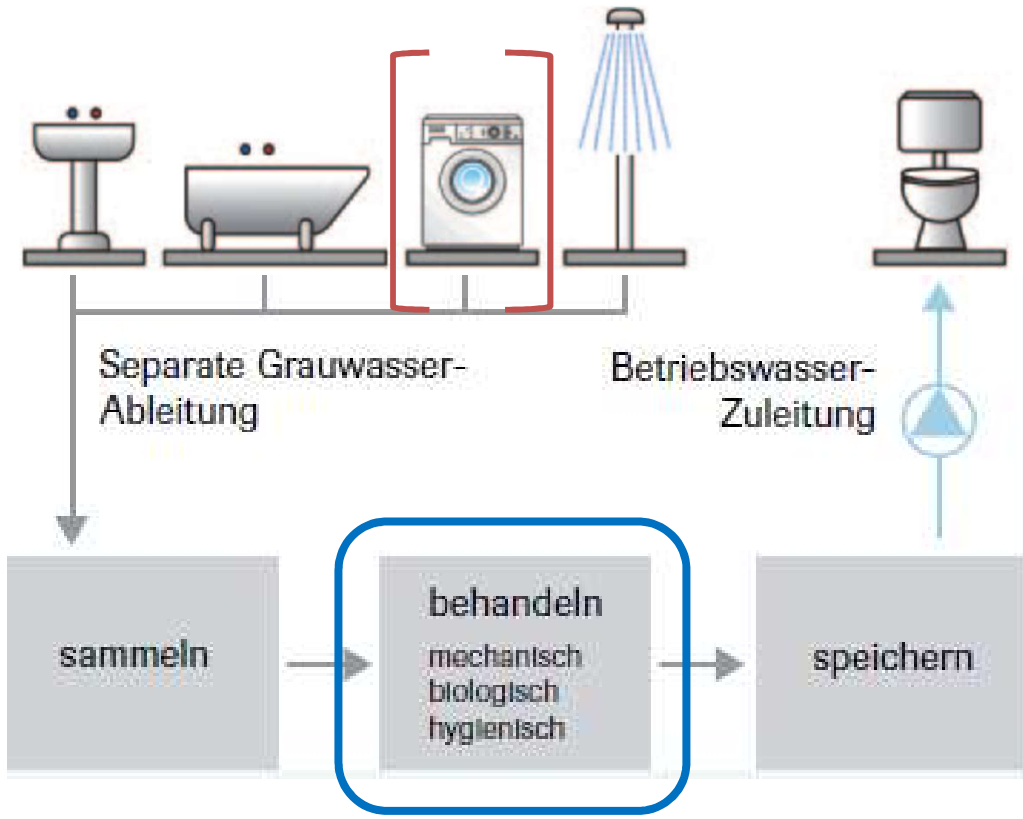 Separate Grauwasser-
Ableitung
Betriebswasser-
Zuleitung
sammeln
behandeln
mechanisch
biologisch
hygienisch
speichern